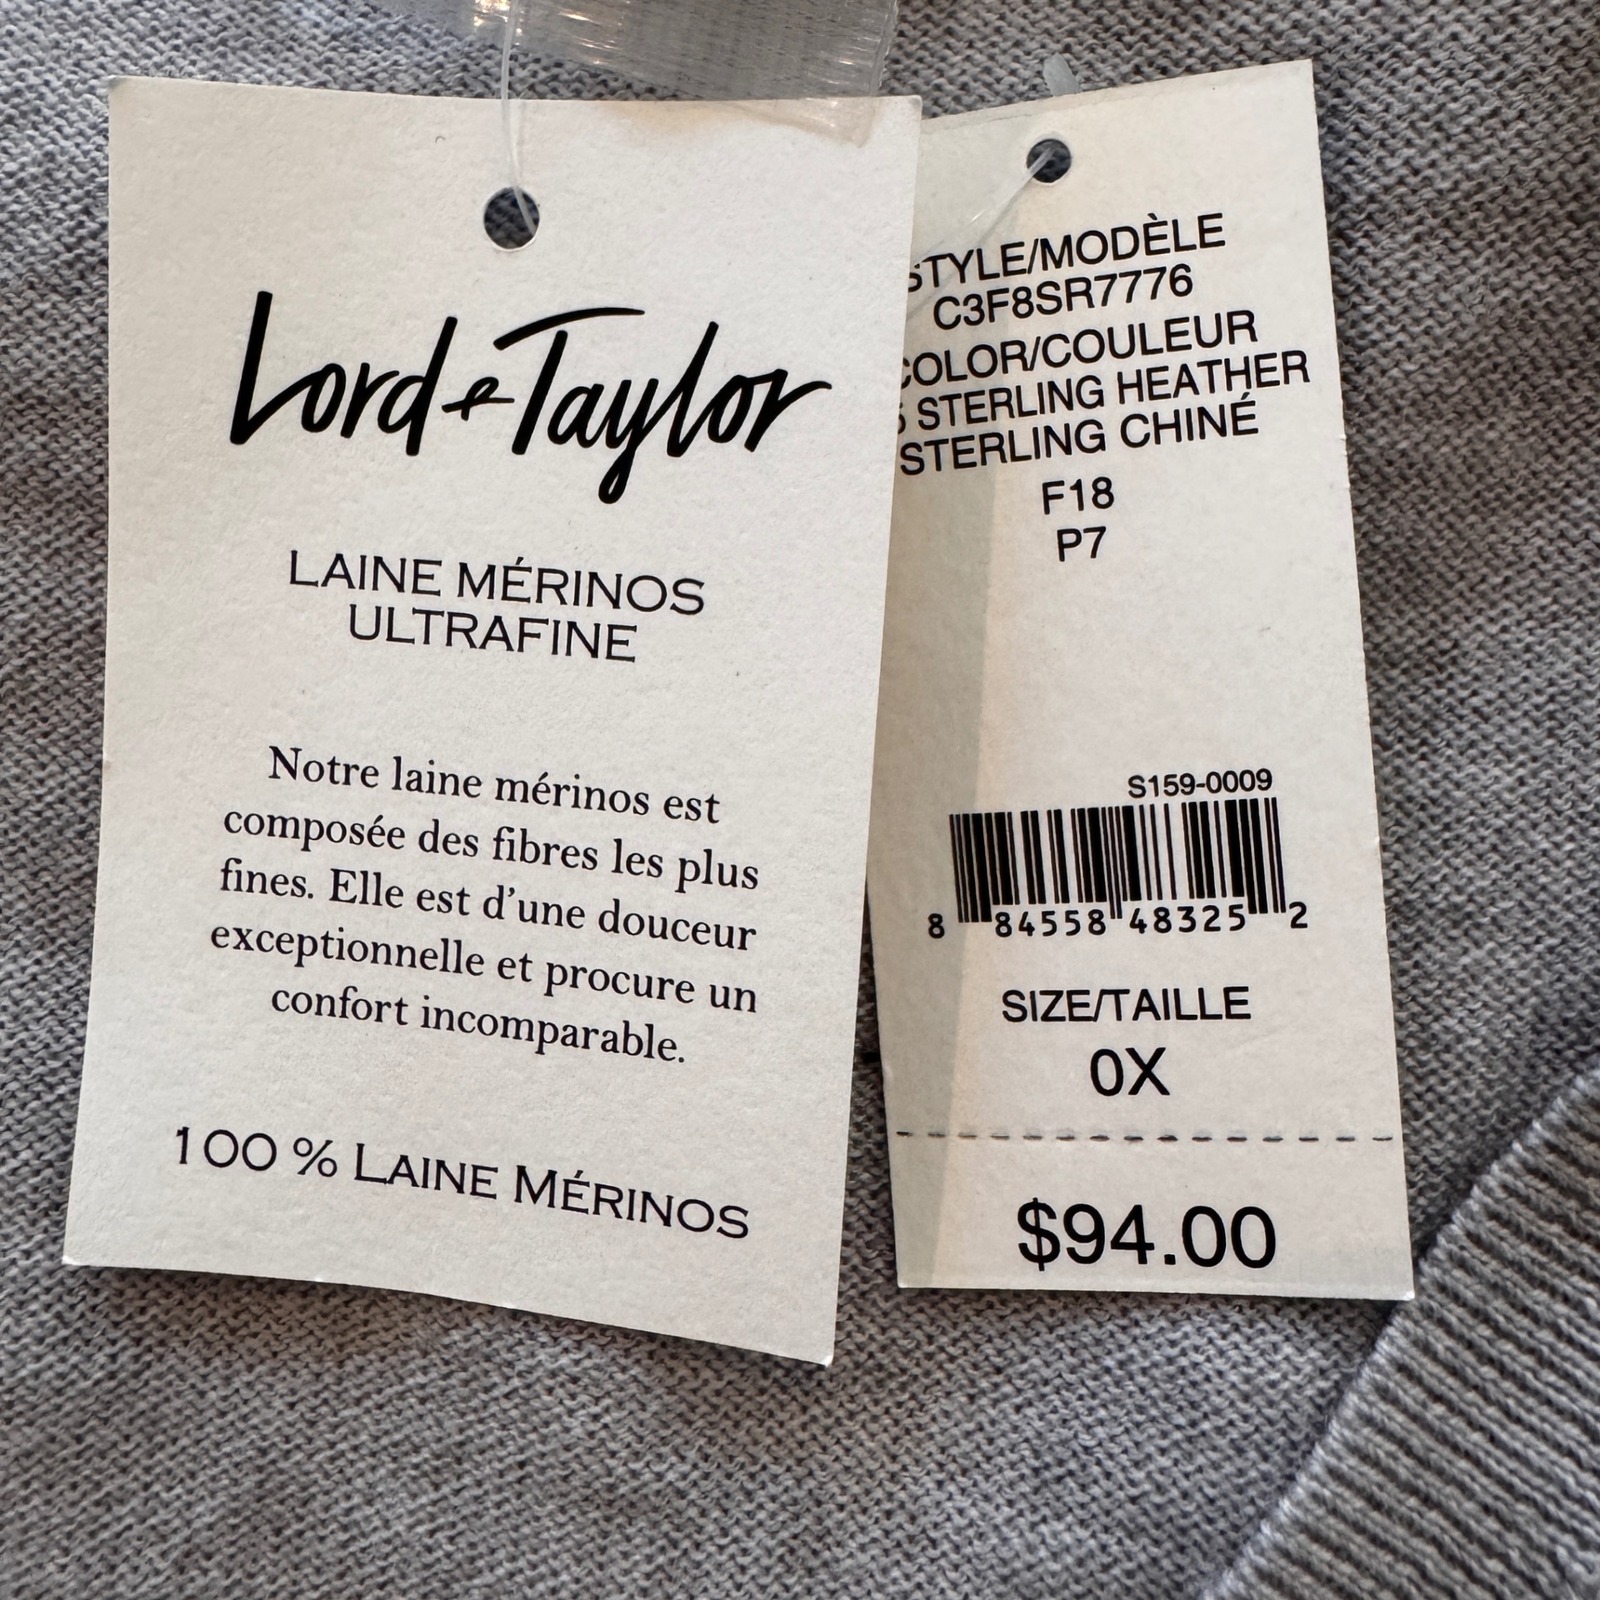 Lord & Taylor
LAINE MÉRINOS
ULTRAFINE
Notre laine mérinos est
composée des fibres les plus
fines. Elle est d'une douceur
exceptionnelle et procure un
confort incomparable.
100 % LAINE MÉRINOS
STYLE/MODÈLE
C3F8SR7776
COLOR/COULEUR
STERLING HEATHER
STERLING CHINÉ
F18
P7
S159-0009
8 84558 48325 2
SIZE/TAILLE
0X
$94.00